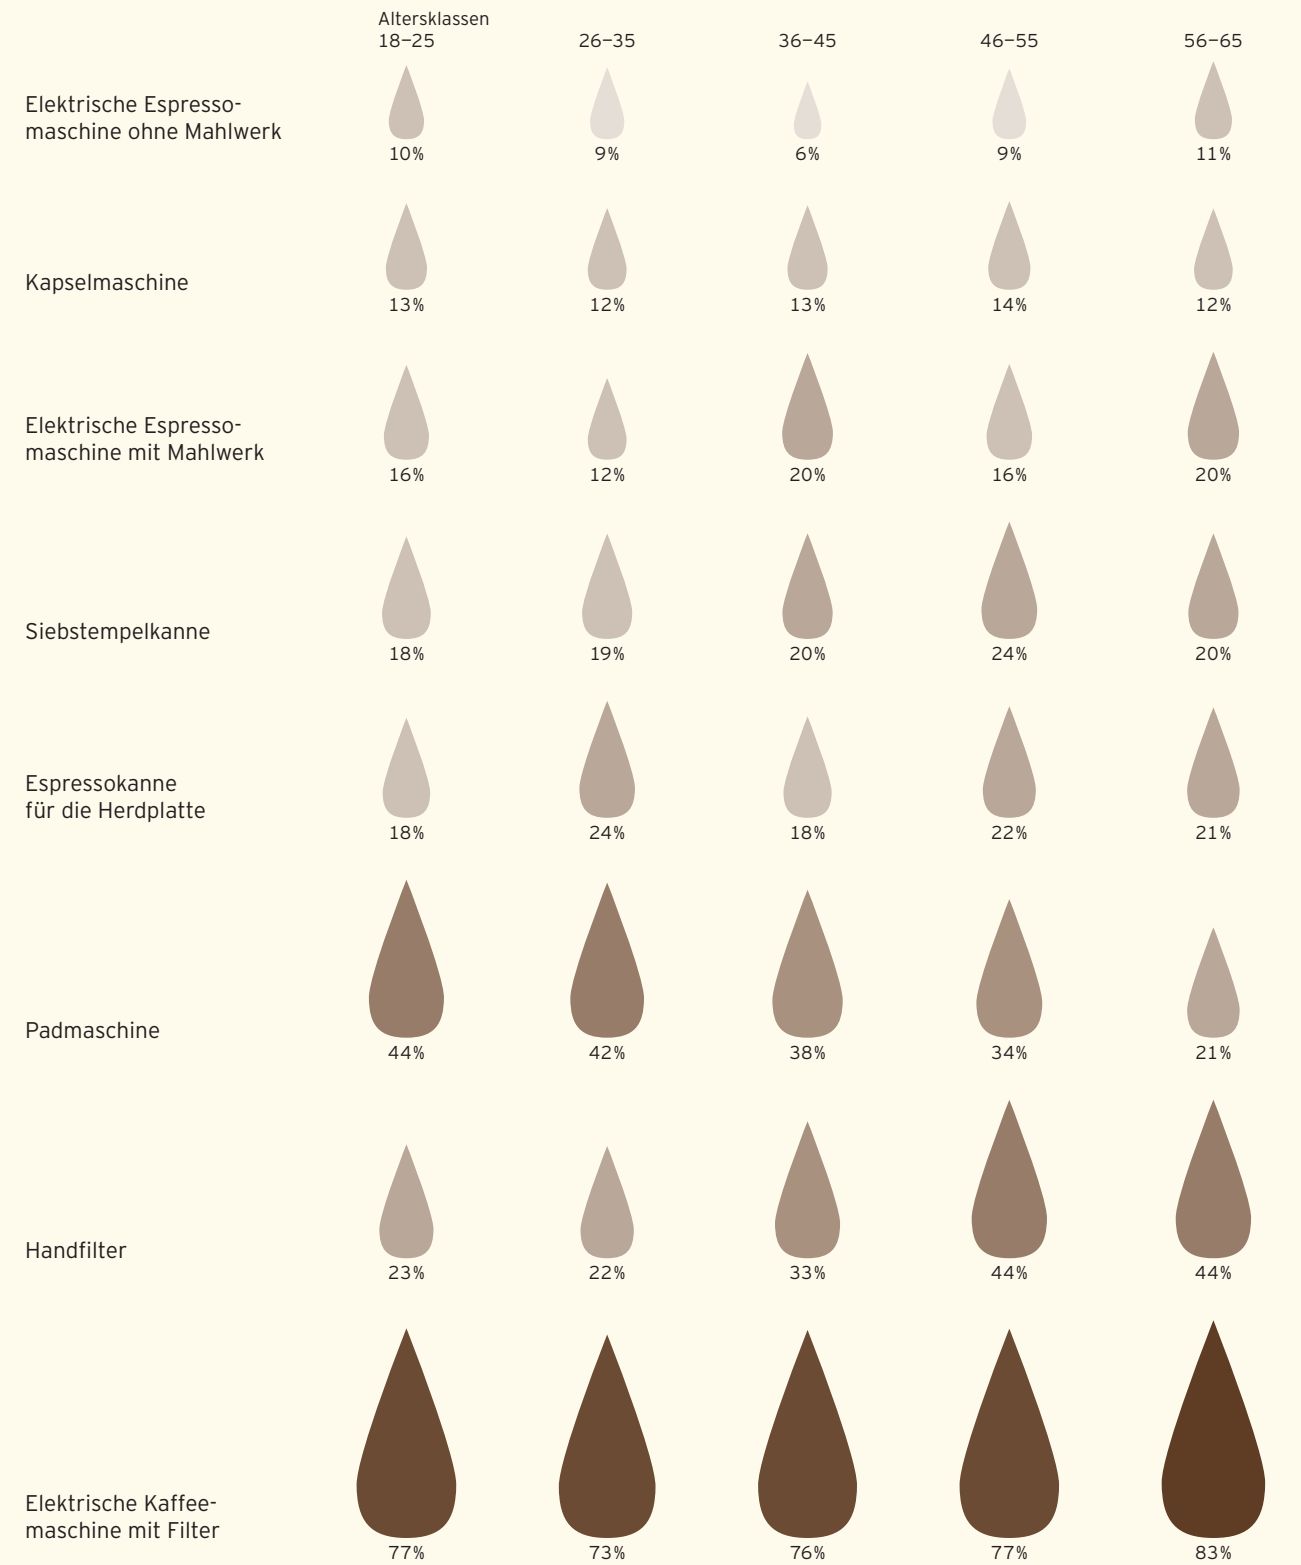 Altersklassen
18–25 26–35 36–45 46–55 56–65
Elektrische Espresso-
maschine ohne Mahlwerk
10% 9% 6% 9% 11%
Kapselmaschine
13% 12% 13% 14% 12%
Elektrische Espresso-
maschine mit Mahlwerk
16% 12% 20% 16% 20%
Siebstempelkanne
18% 19% 20% 24% 20%
Espressokanne
für die Herdplatte
18% 24% 18% 22% 21%
Padmaschine
44% 42% 38% 34% 21%
Handfilter
23% 22% 33% 44% 44%
Elektrische Kaffee-
maschine mit Filter
77% 73% 76% 77% 83%